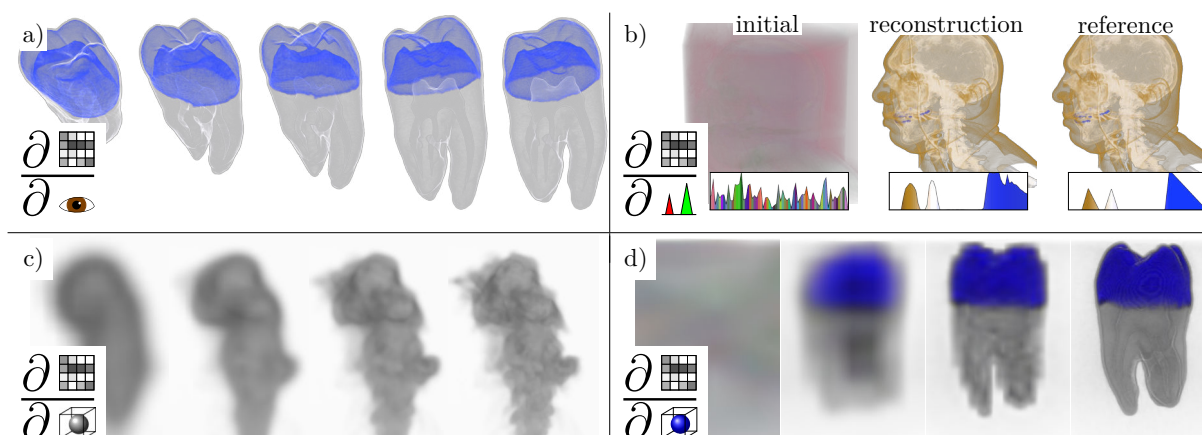 a)
∂
∂
b)
initial
reconstruction
reference
∂
∂
c)
∂
∂
d)
∂
∂